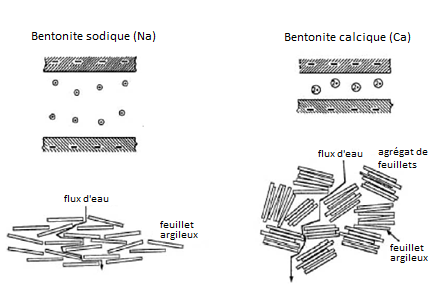 Bentonite sodique (Na)
Bentonite calcique (Ca)
flux d'eau
feuillet
argileux
flux d'eau
agrégat de
feuillets
feuillet
argileux